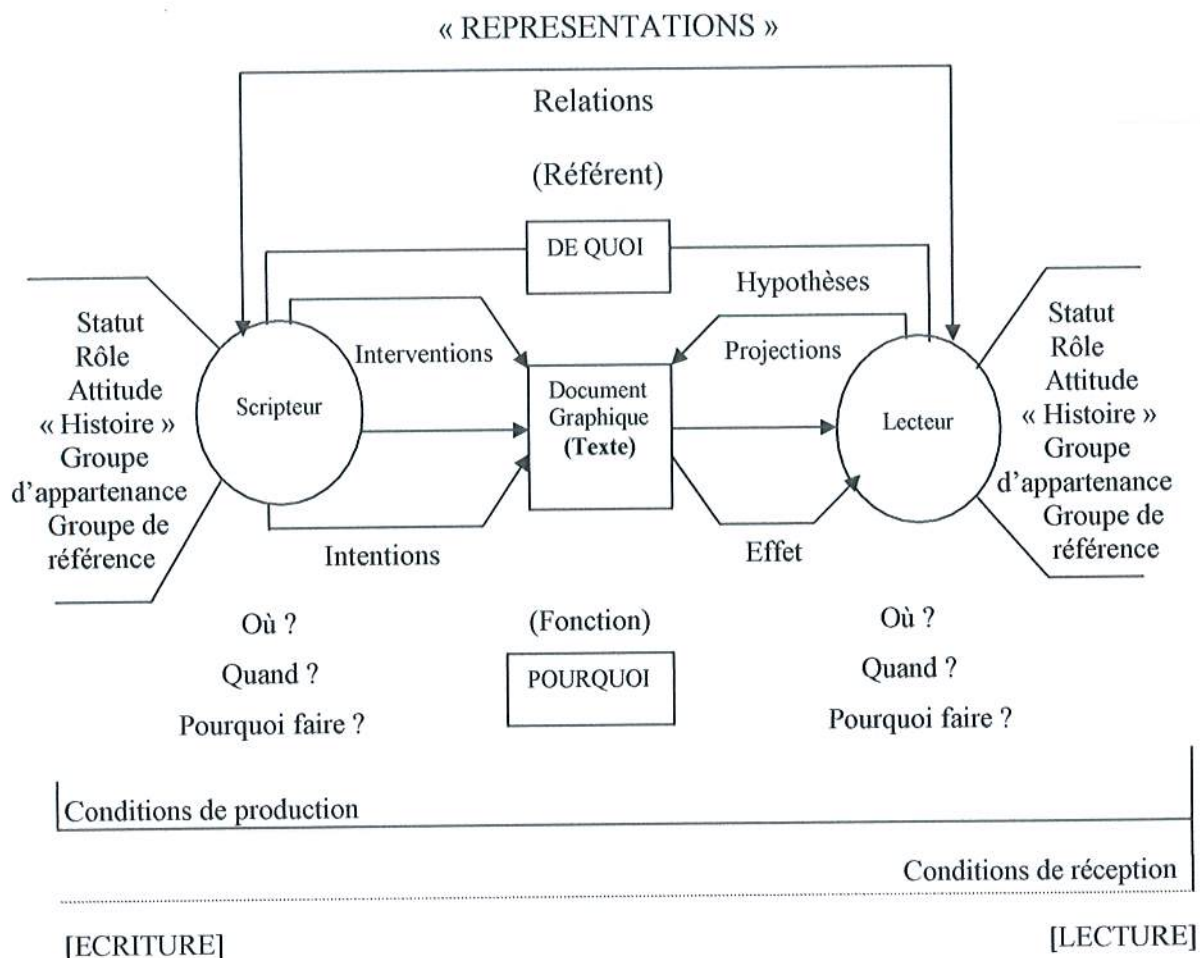 « REPRESENTATIONS »
Relations
(Référent)
DE QUOI
Hypothèses
Statut
Rôle
Attitude
« Histoire »
Groupe
d'appartenance
Groupe de
référence
Scripteur
Interventions
Intentions
Document
Graphique
(Texte)
Projections
Effet
Lecteur
Statut
Rôle
Attitude
« Histoire »
Groupe
d'appartenance
Groupe de
référence
Où ?
Quand ?
Pourquoi faire ?
(Fonction)
POURQUOI
Où ?
Quand ?
Pourquoi faire ?
Conditions de production
Conditions de réception
[ECRITURE]
[LECTURE]